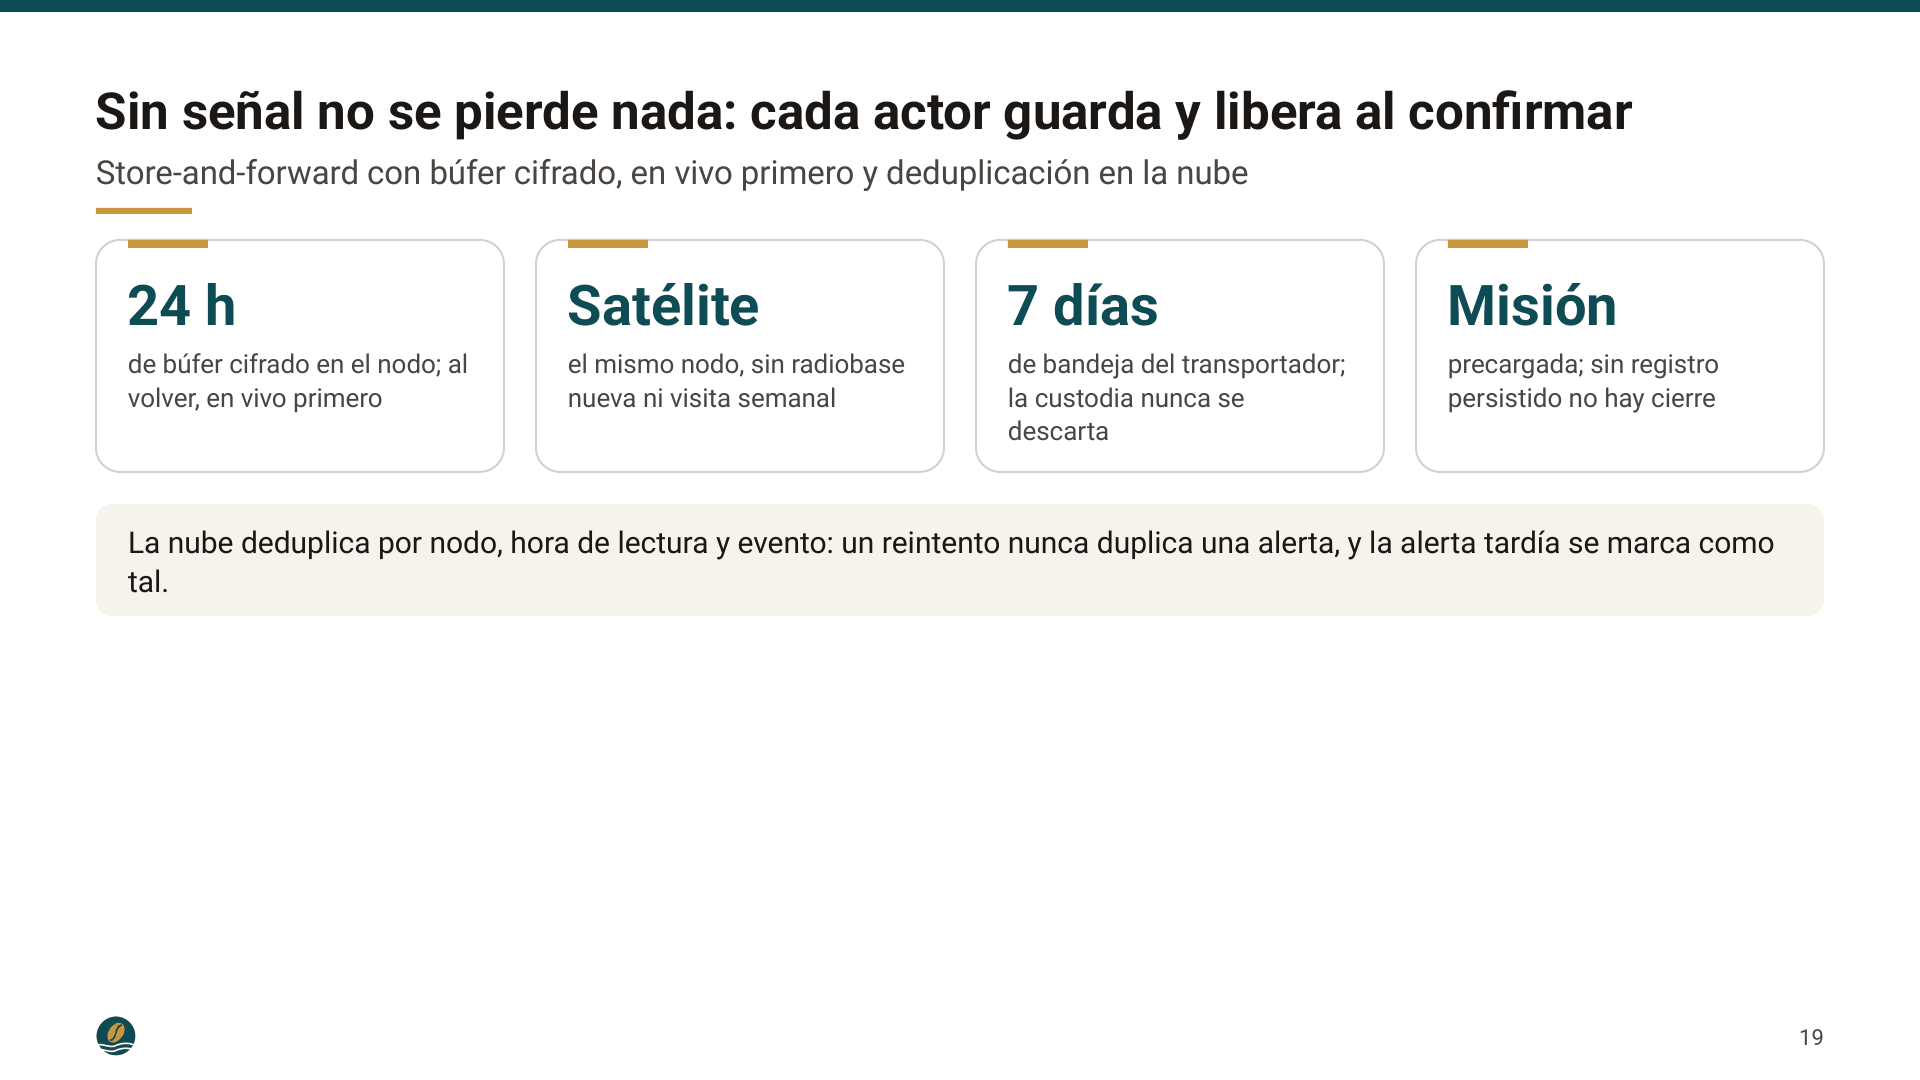 Sin señal no se pierde nada: cada actor guarda y libera al confirmar
Store-and-forward con búfer cifrado, en vivo primero y deduplicación en la nube
24 h
de búfer cifrado en el nodo; al
volver, en vivo primero
Satélite
el mismo nodo, sin radiobase
nueva ni visita semanal
7 días
de bandeja del transportador;
la custodia nunca se
descarta
Misión
precargada; sin registro
persistido no hay cierre
La nube deduplica por nodo, hora de lectura y evento: un reintento nunca duplica una alerta, y la alerta tardía se marca como
tal.
19